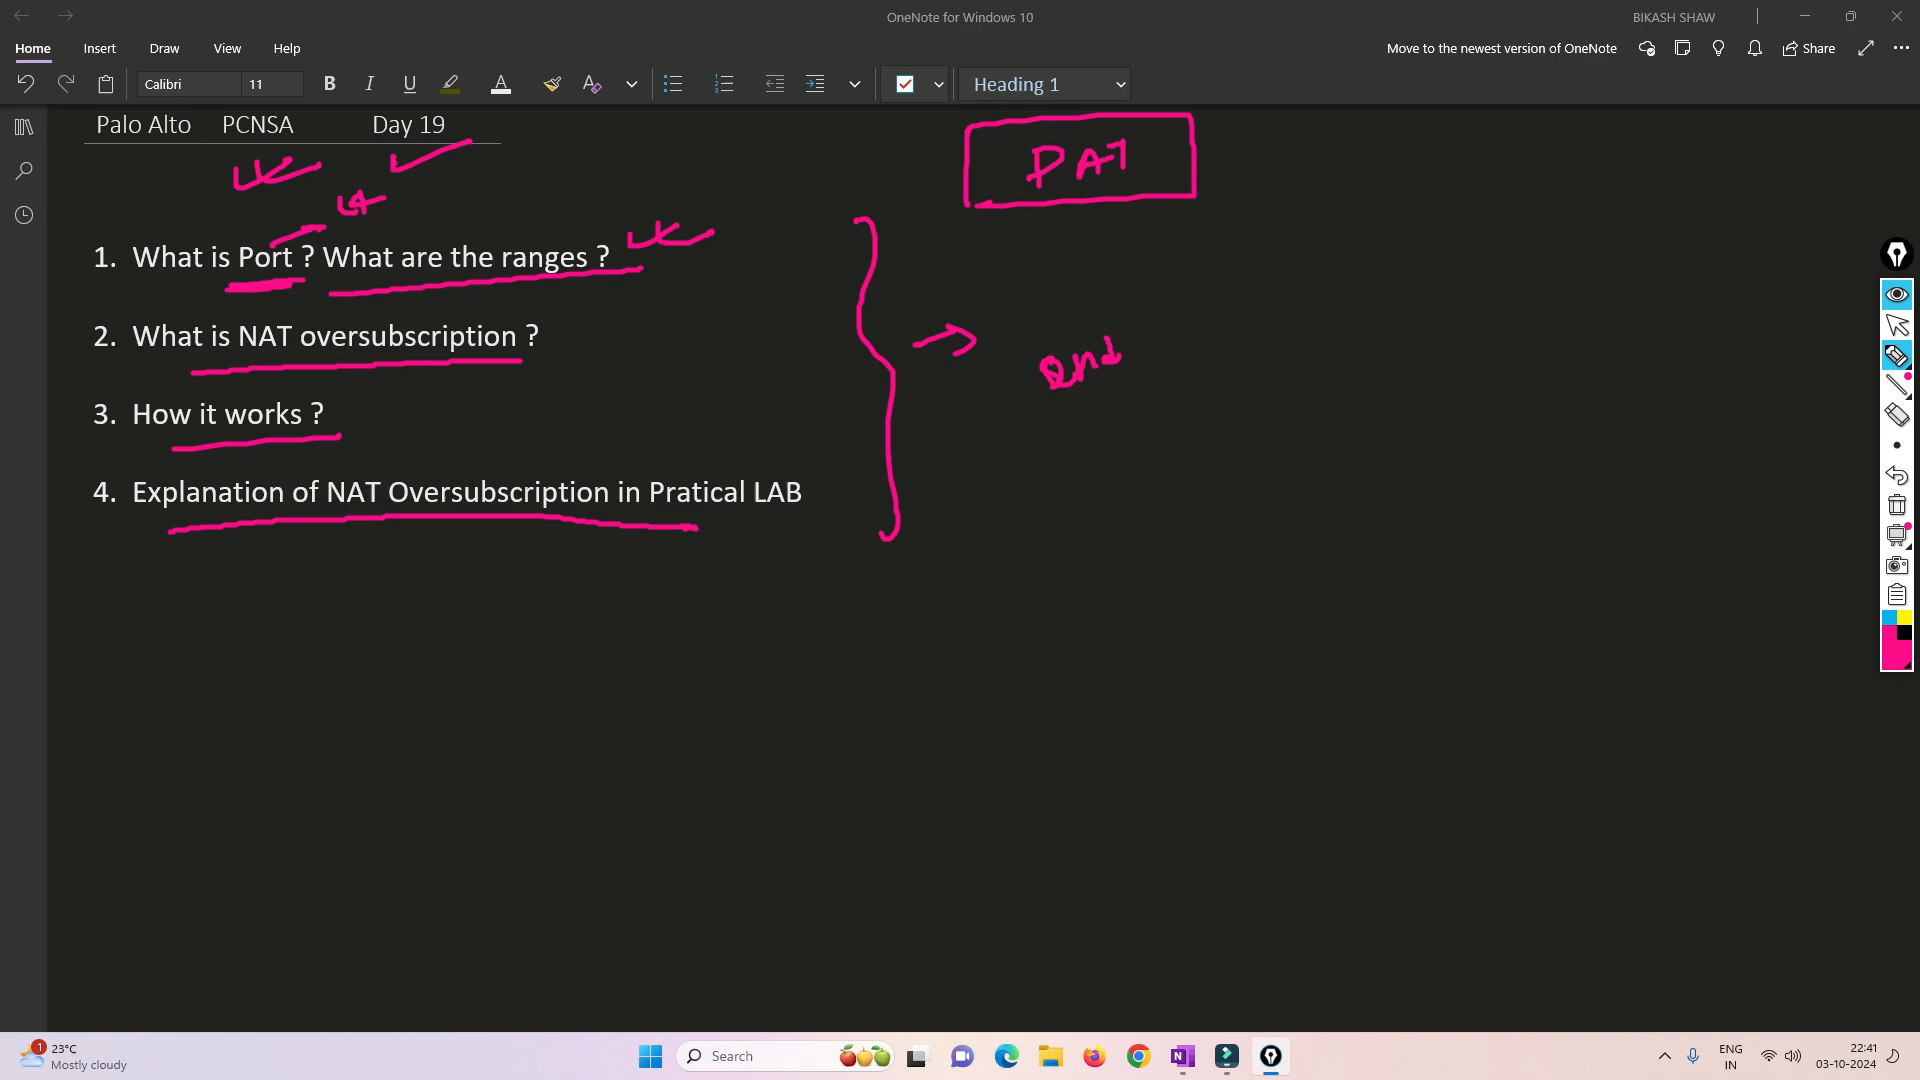 OneNote for Windows 10
BIKASH SHAW
Home Insert Draw View Help
Move to the newest version of OneNote
Share
Calibri 11
B I U A A
Heading 1
Palo Alto PCNSA Day 19
PAT
1. What is Port ? What are the ranges ?
2. What is NAT oversubscription ?
end
3. How it works ?
4. Explanation of NAT Oversubscription in Pratical LAB
1
23°C
Mostly cloudy
Search
ENG
IN
22:41
03-10-2024